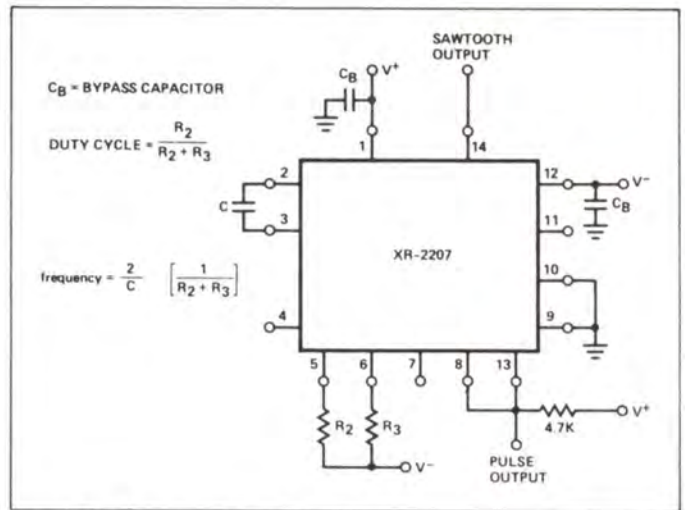 SAWTOOTH
OUTPUT
V+
CB
CB = BYPASS CAPACITOR
DUTY CYCLE = R2 / R2 + R3
1
14
2
12
V-
C
3
11
CB
XR-2207
10
frequency = 2 / C [ 1 / R2 + R3 ]
4
9
5
6
7
8
13
R2
R3
V+
4.7K
V-
PULSE
OUTPUT